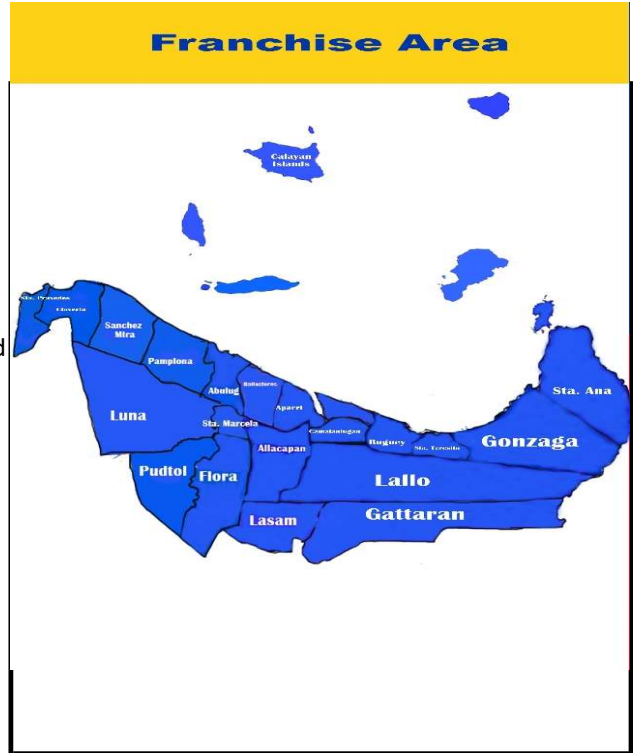 Franchise Area
Calayan
Islands
Sta. Praxedes
Claveria
Sanchez
Mira
Pamplona
Abulug
Ballesteros
Aparri
Sta. Ana
Luna
Sta. Marcela
Camalaniugan
Buguey
Sta. Teresita
Gonzaga
Allacapan
Pudtol
Flora
Lallo
Lasam
Gattaran
d